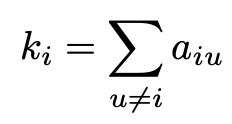 k_i = \sum_{u \neq i} a_{iu}